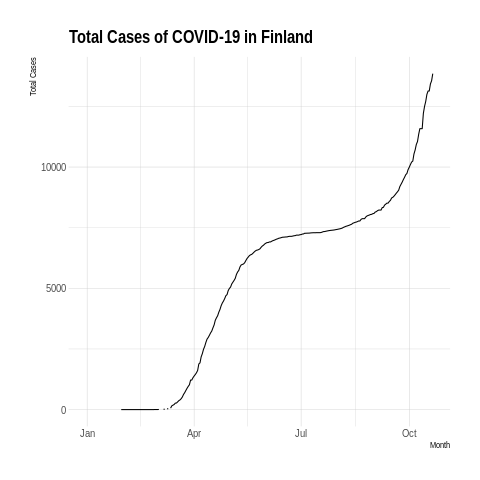 Total Cases of COVID-19 in Finland
Total Cases
10000
5000
0
Jan Apr Jul Oct
Month